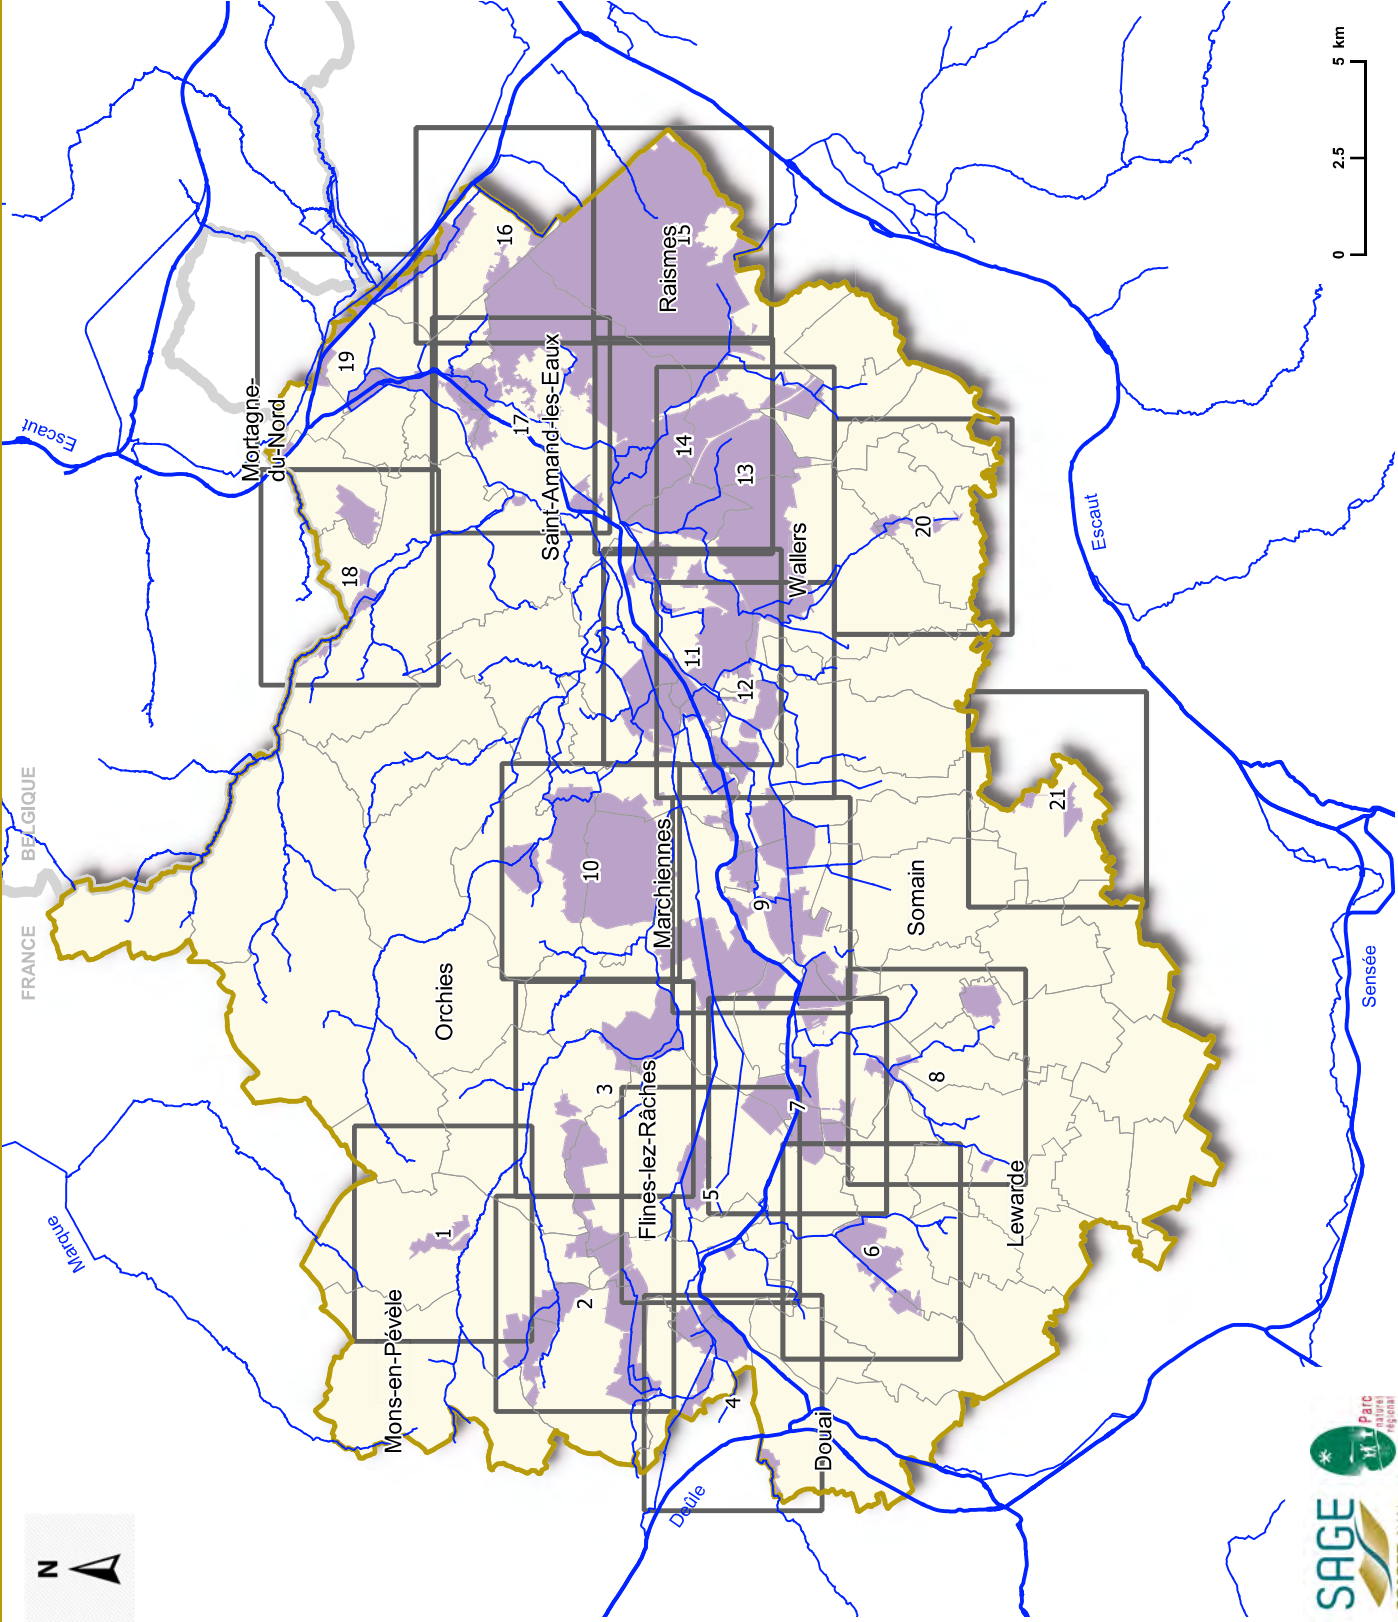 N
FRANCE
BELGIQUE
Marque
Escaut
Mortagne-
du-Nord
18
19
16
Mons-en-Pévèle
1
Orchies
17
Saint-Amand-les-Eaux
2
3
10
Flines-lez-Râches
Marchiennes
11
14
Raismes
15
Deûle
4
5
12
13
9
7
Wallers
Douai
6
8
Somain
20
Lewarde
21
Escaut
Sensée
0
2.5
5 km
SAGE
Parc
naturel
régional